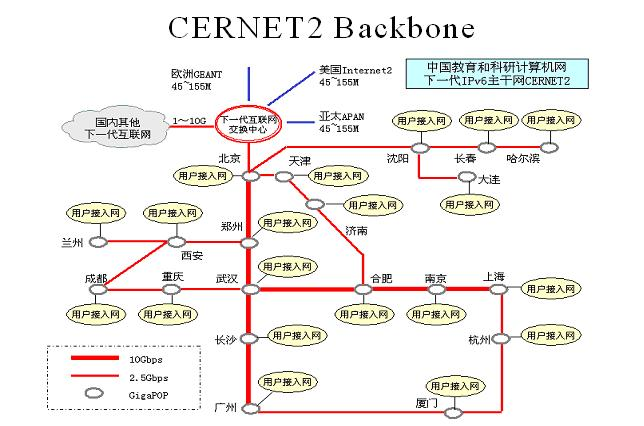 CERNET2 Backbone
欧洲GEANT
45~155M
美国Internet2
45~155M
中国教育和科研计算机网
下一代IPv6主干网CERNET2
国内其他
下一代互联网
1～10G
下一代互联网
交换中心
亚太APAN
45~155M
用户接入网
用户接入网
用户接入网
北京
天津
沈阳
长春
哈尔滨
用户接入网
用户接入网
大连
用户接入网
用户接入网
济南
用户接入网
用户接入网
郑州
用户接入网
兰州
西安
用户接入网
成都
重庆
武汉
合肥
南京
上海
用户接入网
用户接入网
用户接入网
用户接入网
用户接入网
长沙
用户接入网
杭州
用户接入网
10Gbps
2.5Gbps
GigaPOP
用户接入网
广州
用户接入网
厦门